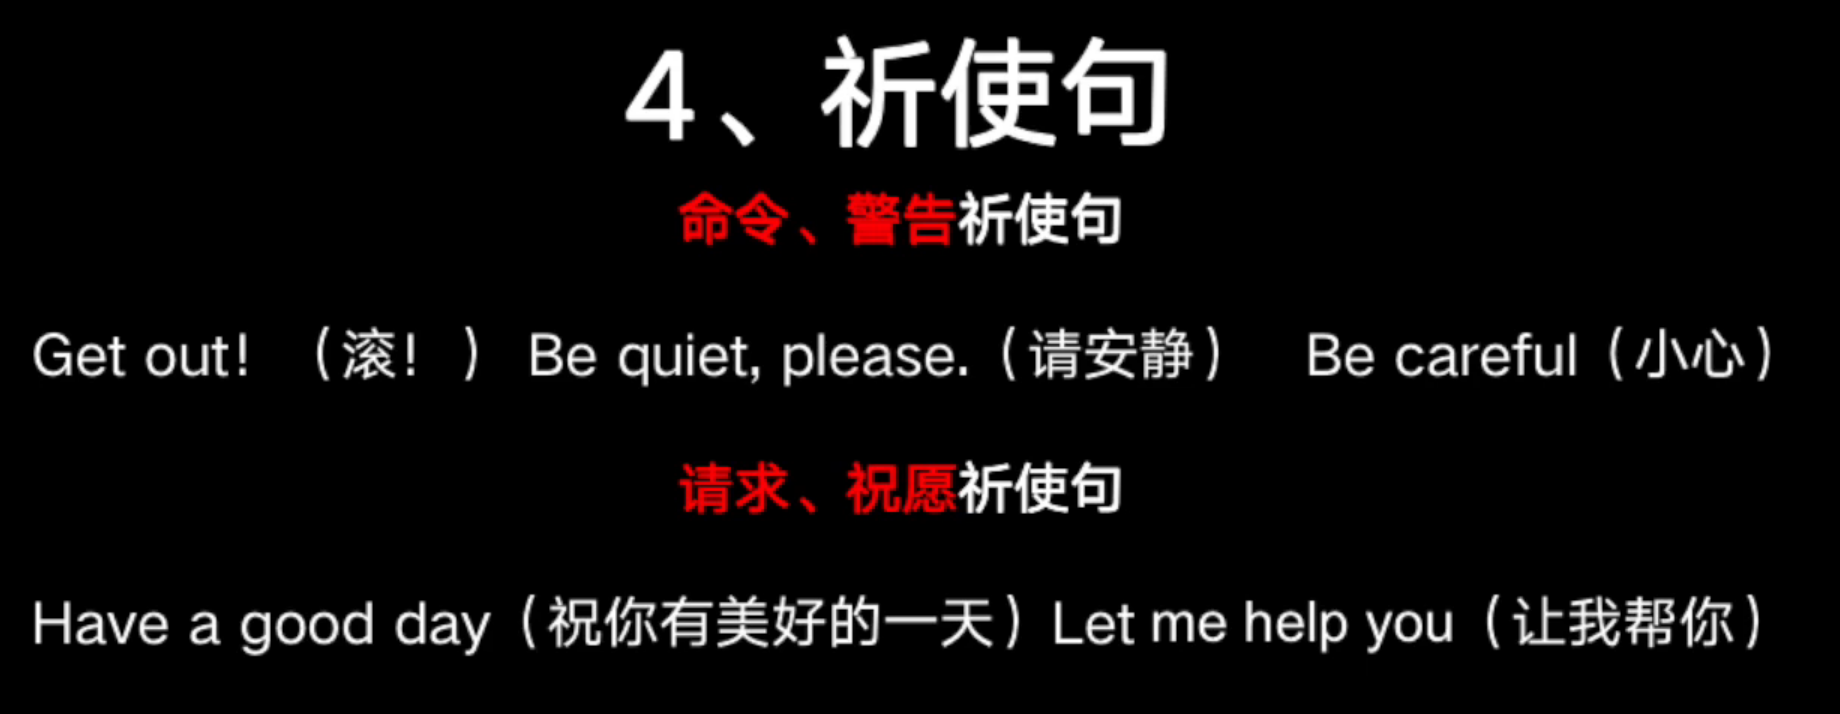 4、祈使句
命令、警告祈使句
Get out! （滚! ） Be quiet, please.（请安静） Be careful（小心）
请求、祝愿祈使句
Have a good day（祝你有美好的一天）Let me help you（让我帮你）